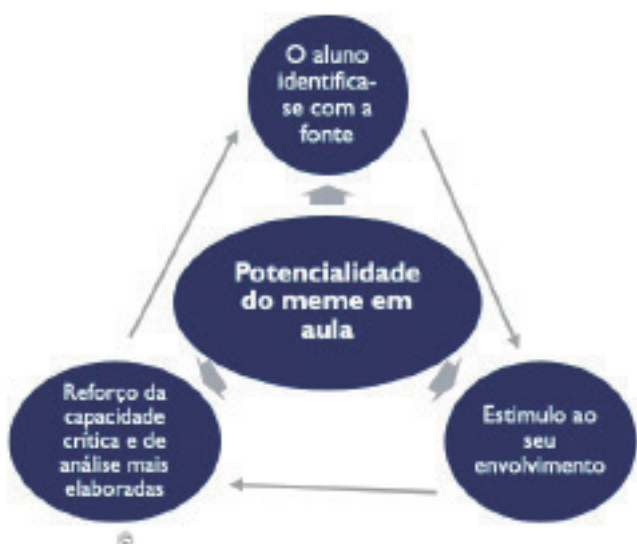 O aluno
identifica-
se com a
fonte
Potencialidade
do meme em
aula
Reforço da
capacidade
crítica e de
análise mais
elaboradas
Estimulo ao
seu
envolvimento